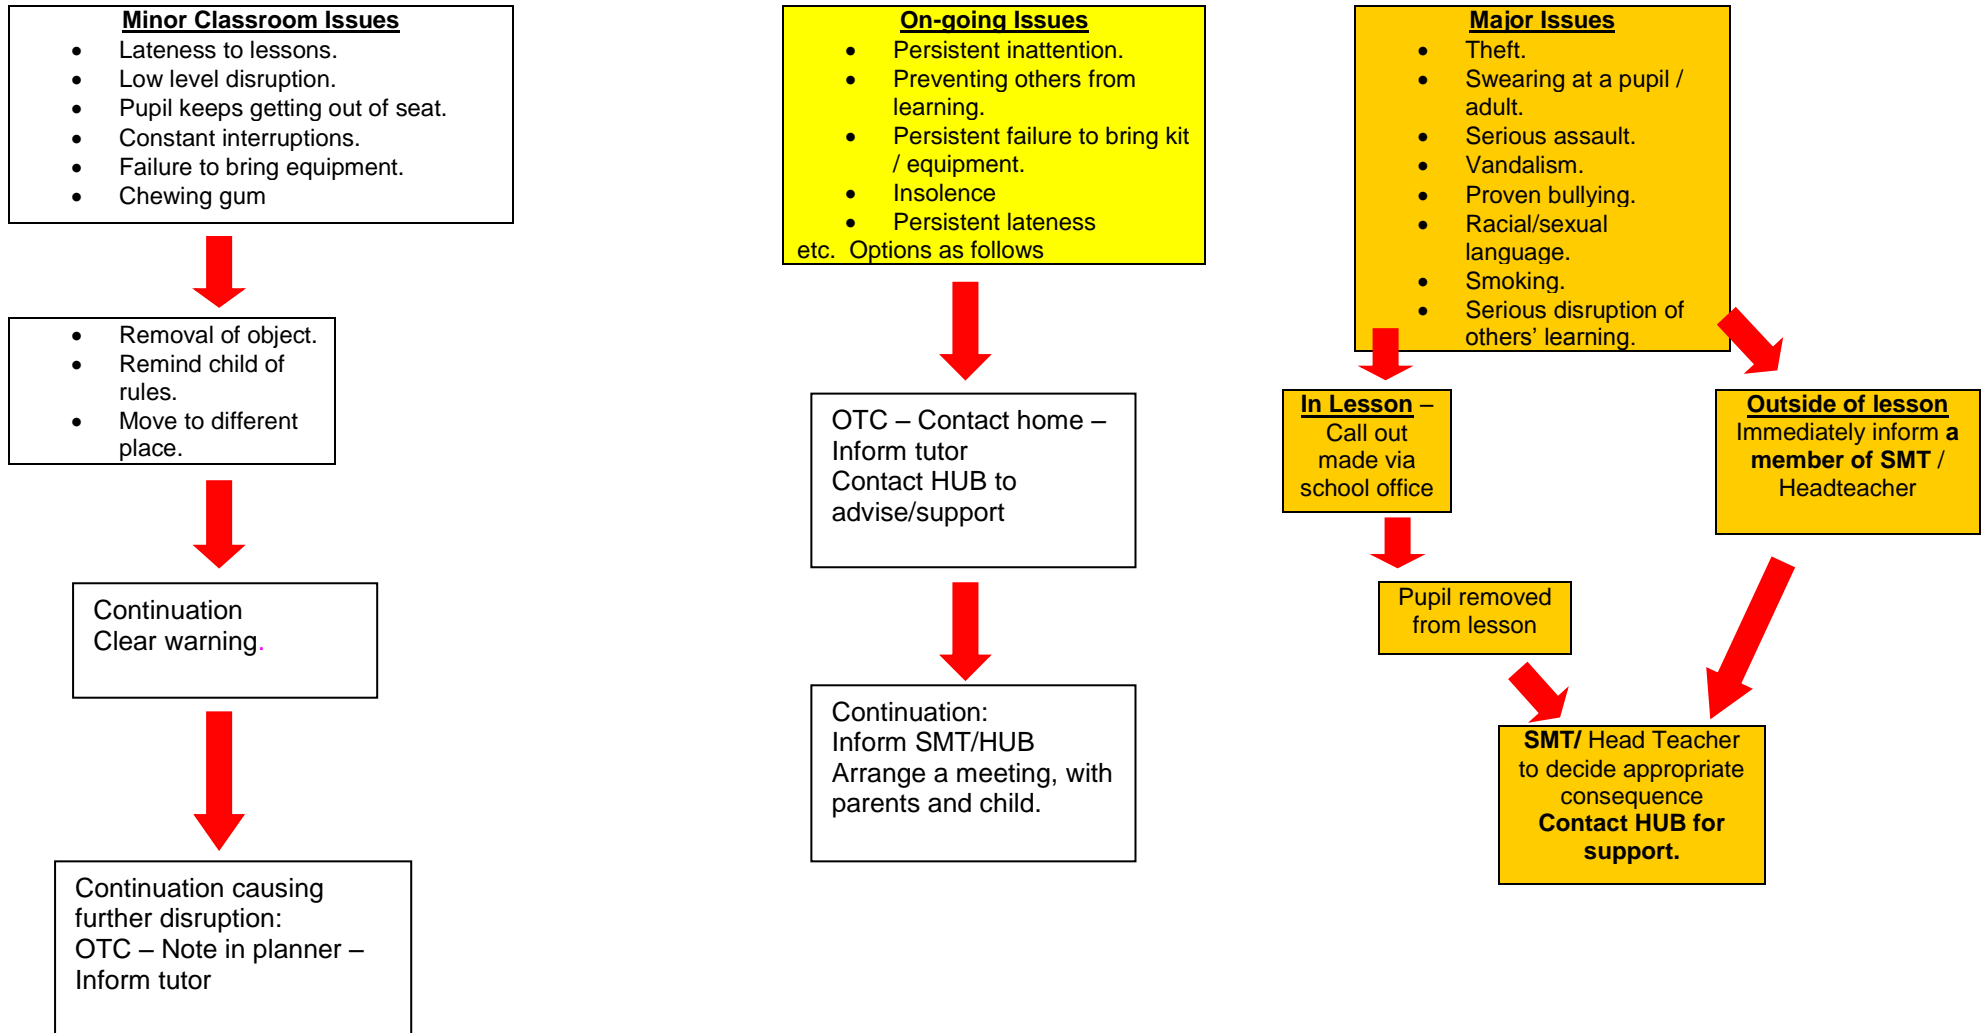 Minor Classroom Issues
• Lateness to lessons.
• Low level disruption.
• Pupil keeps getting out of seat.
• Constant interruptions.
• Failure to bring equipment.
• Chewing gum
• Removal of object.
• Remind child of
rules.
• Move to different
place.
Continuation
Clear warning.
Continuation causing
further disruption:
OTC – Note in planner –
Inform tutor
On-going Issues
• Persistent inattention.
• Preventing others from
learning.
• Persistent failure to bring kit
/ equipment.
• Insolence
• Persistent lateness
etc. Options as follows
OTC – Contact home –
Inform tutor
Contact HUB to
advise/support
Continuation:
Inform SMT/HUB
Arrange a meeting, with
parents and child.
Major Issues
• Theft.
• Swearing at a pupil /
adult.
• Serious assault.
• Vandalism.
• Proven bullying.
• Racial/sexual
language.
• Smoking.
• Serious disruption of
others’ learning.
In Lesson –
Call out
made via
school office
Pupil removed
from lesson
Outside of lesson
Immediately inform a
member of SMT /
Headteacher
SMT/ Head Teacher
to decide appropriate
consequence
Contact HUB for
support.